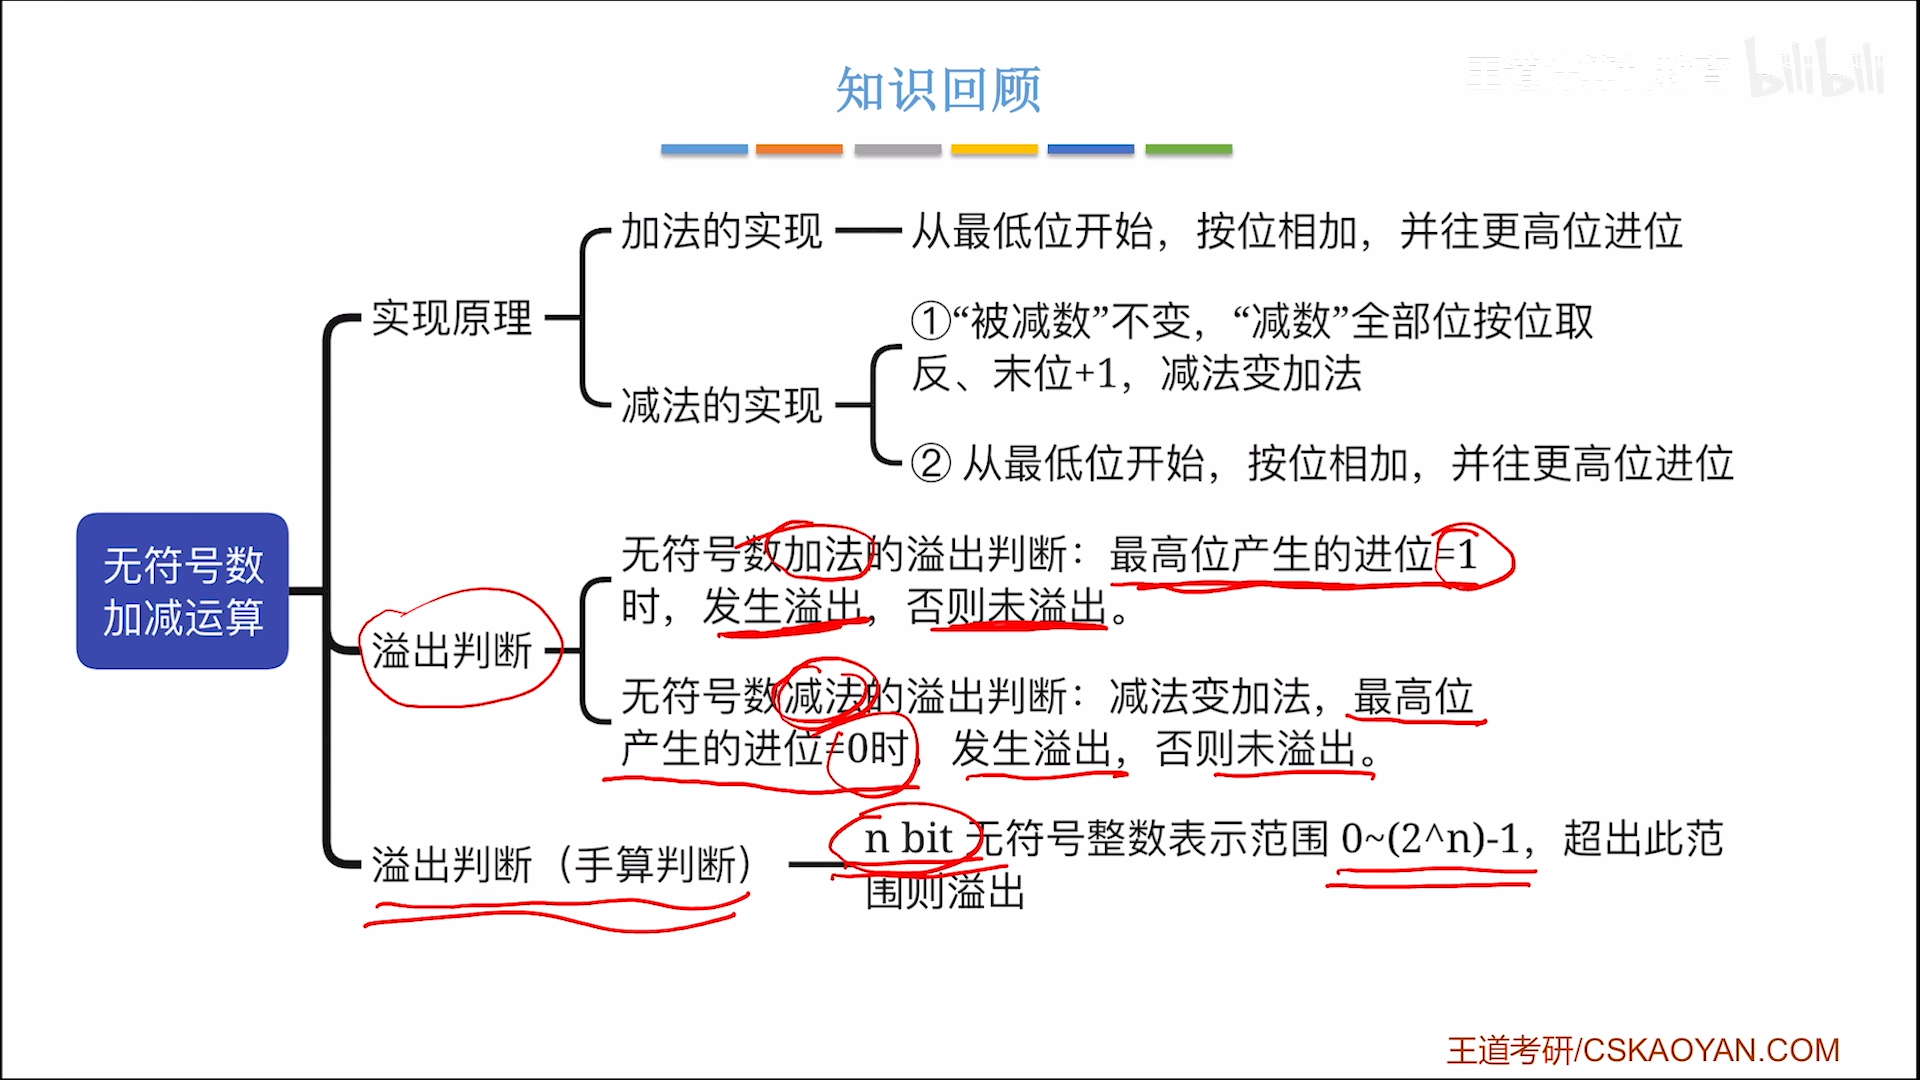 知识回顾
王道计算机教育 bilibili
加法的实现
从最低位开始，按位相加，并往更高位进位
实现原理
①“被减数”不变，“减数”全部位按位取
反、末位+1，减法变加法
减法的实现
② 从最低位开始，按位相加，并往更高位进位
无符号数
加减运算
无符号数加法的溢出判断：最高位产生的进位=1
时，发生溢出，否则未溢出。
溢出判断
无符号数减法的溢出判断：减法变加法，最高位
产生的进位=0时，发生溢出，否则未溢出。
溢出判断（手算判断）
n bit 无符号整数表示范围 0~(2^n)-1，超出此范
围则溢出
王道考研/CSKAOYAN.COM